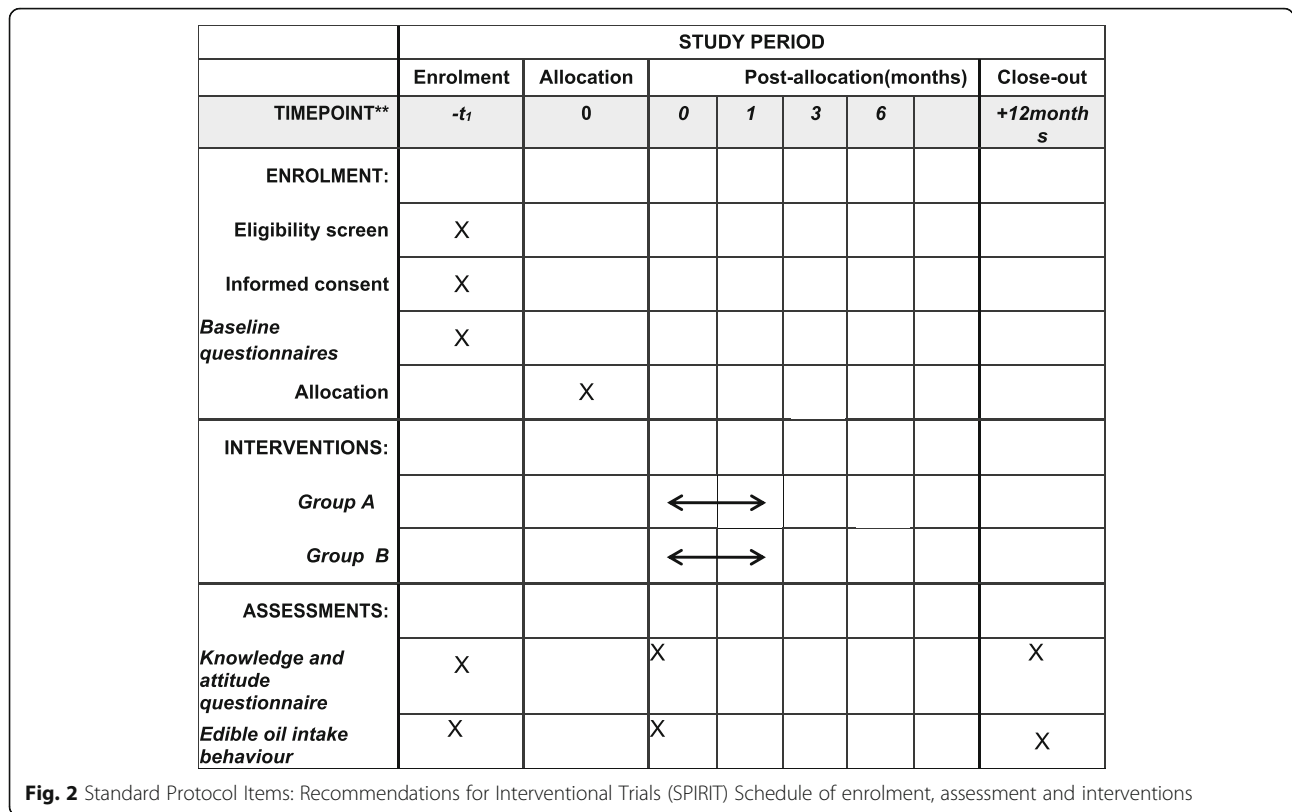 STUDY PERIOD
Enrolment Allocation Post-allocation(months) Close-out
TIMEPOINT** -t1 0 0 1 3 6 +12month
s
ENROLMENT:
Eligibility screen X
Informed consent X
Baseline
questionnaires X
Allocation X
INTERVENTIONS:
Group A
Group B
ASSESSMENTS:
Knowledge and
attitude
questionnaire X X X
Edible oil intake
behaviour X X X
Fig. 2 Standard Protocol Items: Recommendations for Interventional Trials (SPIRIT) Schedule of enrolment, assessment and interventions